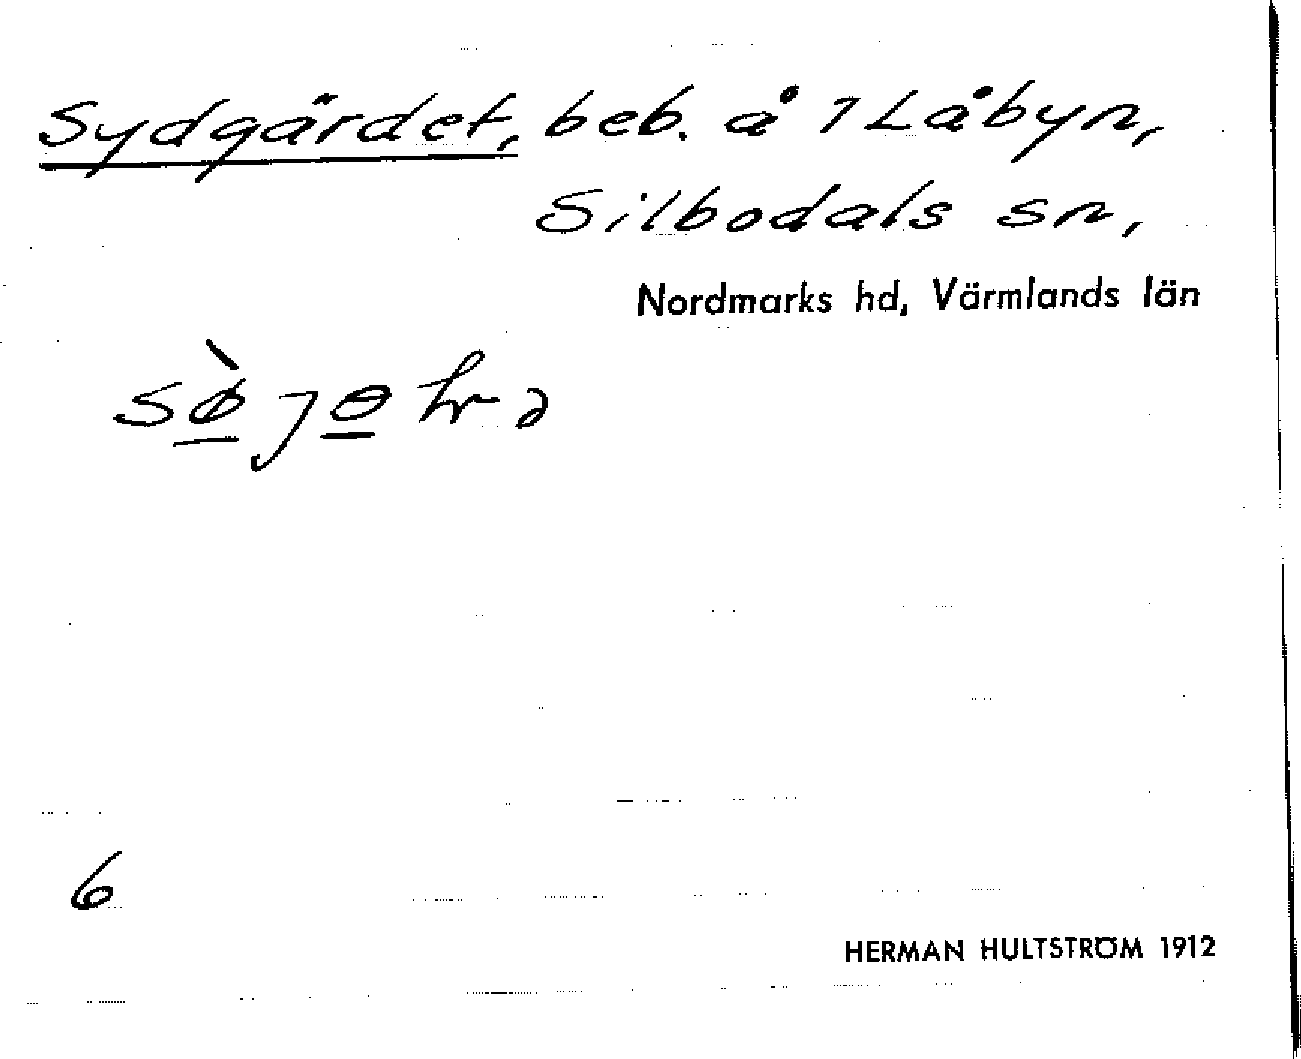 Sydgärdet, beb. å 1 Låbyn,
Silbodals sn,
Nordmarks hd, Värmlands län
6
HERMAN HULTSTRÖM 1912